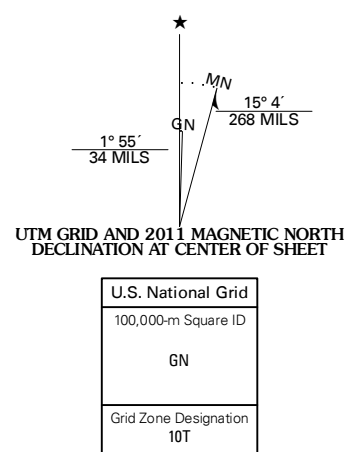 ★
MN
15° 4´
268 MILS
GN
1° 55´
34 MILS
UTM GRID AND 2011 MAGNETIC NORTH
DECLINATION AT CENTER OF SHEET
U.S. National Grid
100,000-m Square ID
GN
Grid Zone Designation
10T